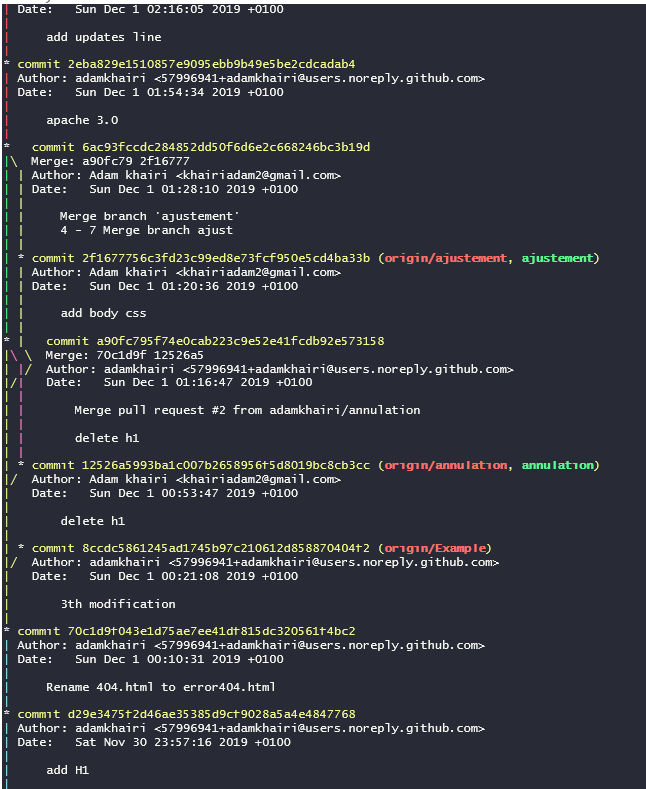 | Date:   Sun Dec 1 02:16:05 2019 +0100
|
|     add updates line
|
* commit 2eba829e1510857e9095ebb9b49e5be2cdcadab4
| Author: adamkhairi <57996941+adamkhairi@users.noreply.github.com>
| Date:   Sun Dec 1 01:54:34 2019 +0100
|
|     apache 3.0
|
*   commit 6ac93fccdc284852dd50f6d6e2c668246bc3b19d
|\  Merge: a90fc79 2f16777
| | Author: Adam khairi <khairiadam2@gmail.com>
| | Date:   Sun Dec 1 01:28:10 2019 +0100
| |
| |     Merge branch 'ajustement'
| |     4 - 7 Merge branch ajust
| |
| * commit 2f1677756c3fd23c99ed8e73fcf950e5cd4ba33b (origin/ajustement, ajustement)
| | Author: Adam khairi <khairiadam2@gmail.com>
| | Date:   Sun Dec 1 01:20:36 2019 +0100
| |
| |     add body css
| |
* |   commit a90fc795f74e0cab223c9e52e41fcdb92e573158
|\ \  Merge: 70c1d9f 12526a5
| |/  Author: adamkhairi <57996941+adamkhairi@users.noreply.github.com>
|/|   Date:   Sun Dec 1 01:16:47 2019 +0100
| |
| |       Merge pull request #2 from adamkhairi/annulation
| |
| |       delete h1
| |
| * commit 12526a5993ba1c007b2658956f5d8019bc8cb3cc (origin/annulation, annulation)
|/  Author: Adam khairi <khairiadam2@gmail.com>
|   Date:   Sun Dec 1 00:53:47 2019 +0100
|
|       delete h1
|
| * commit 8ccdc5861245ad1745b97c210612d858870404f2 (origin/Example)
|/  Author: adamkhairi <57996941+adamkhairi@users.noreply.github.com>
|   Date:   Sun Dec 1 00:21:08 2019 +0100
|
|       3th modification
|
* commit 70c1d9f043e1d75ae7ee41df815dc320561f4bc2
| Author: adamkhairi <57996941+adamkhairi@users.noreply.github.com>
| Date:   Sun Dec 1 00:10:31 2019 +0100
|
|     Rename 404.html to error404.html
|
* commit d29e3475f2d46ae35385d9cf9028a5a4e4847768
| Author: adamkhairi <57996941+adamkhairi@users.noreply.github.com>
| Date:   Sat Nov 30 23:57:16 2019 +0100
|
|     add H1
|